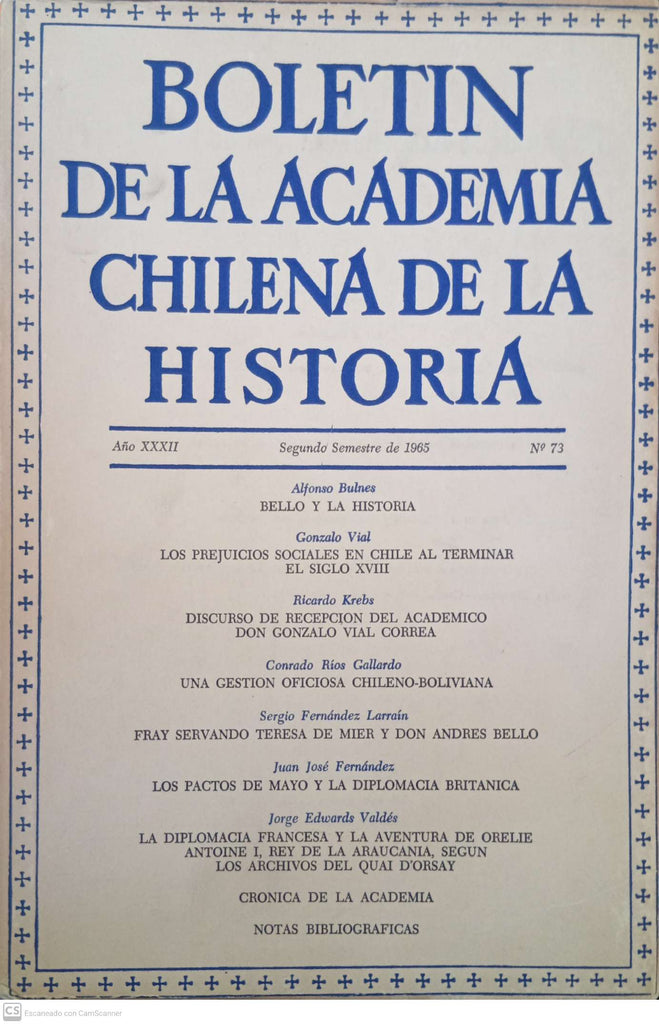 BOLETIN
DE LA ACADEMIA
CHILENA DE LA
HISTORIA
Año XXXII Segundo Semestre de 1965 Nº 73
Alfonso Bulnes
BELLO Y LA HISTORIA
Gonzalo Vial
LOS PREJUICIOS SOCIALES EN CHILE AL TERMINAR
EL SIGLO XVIII
Ricardo Krebs
DISCURSO DE RECEPCION DEL ACADEMICO
DON GONZALO VIAL CORREA
Conrado Ríos Gallardo
UNA GESTION OFICIOSA CHILENO-BOLIVIANA
Sergio Fernández Larraín
FRAY SERVANDO TERESA DE MIER Y DON ANDRES BELLO
Juan José Fernández
LOS PACTOS DE MAYO Y LA DIPLOMACIA BRITANICA
Jorge Edwards Valdés
LA DIPLOMACIA FRANCESA Y LA AVENTURA DE ORELIE
ANTOINE I, REY DE LA ARAUCANIA, SEGUN
LOS ARCHIVOS DEL QUAI D'ORSAY
CRONICA DE LA ACADEMIA
NOTAS BIBLIOGRAFICAS
CS Escaneado con CamScanner